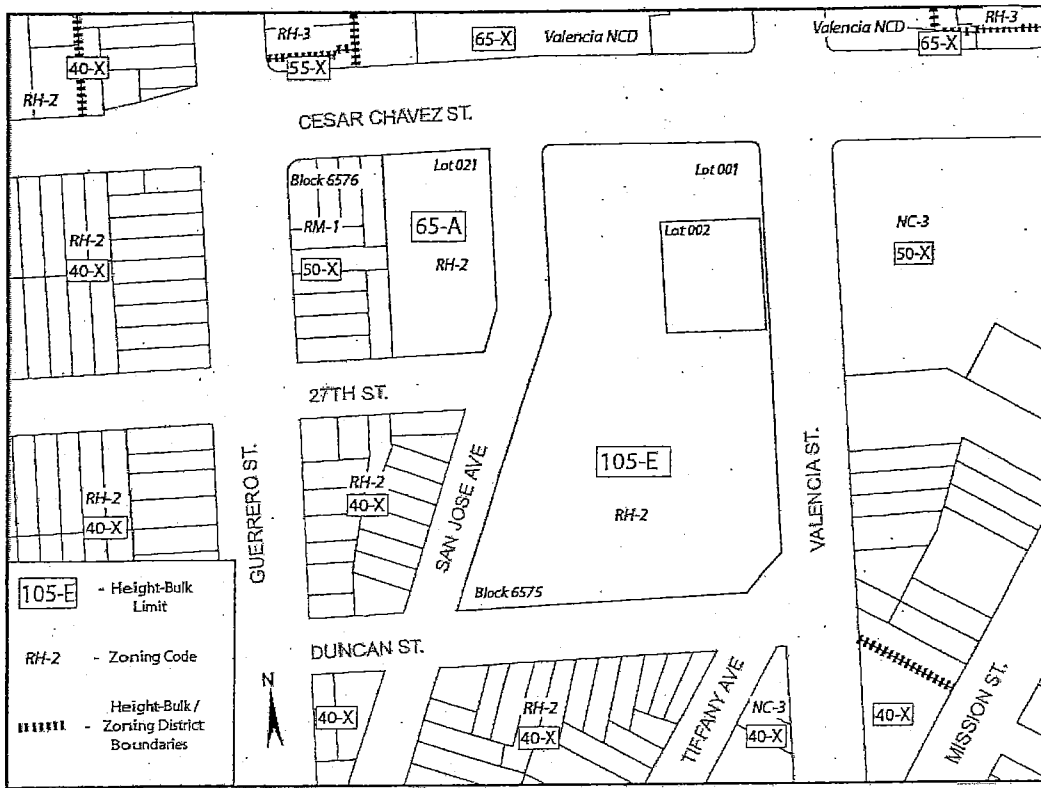 RH-3
65-X
Valencia NCD
Valencia NCD
RH-3
65-X
40-X
55-X
RH-2
CESAR CHAVEZ ST.
Lot 021
Lot 001
Block 6576
RM-1
65-A
Lot 002
NC-3
RH-2
40-X
50-X
RH-2
50-X
27TH ST.
GUERRERO ST.
SAN JOSE AVE
VALENCIA ST.
RH-2
40-X
RH-2
40-X
105-E
RH-2
Block 6575
DUNCAN ST.
40-X
RH-2
40-X
TIFFANY AVE
NC-3
40-X
40-X
MISSION ST.
105-E - Height-Bulk
Limit
RH-2 - Zoning Code
- Height-Bulk /
Zoning District
Boundaries
N